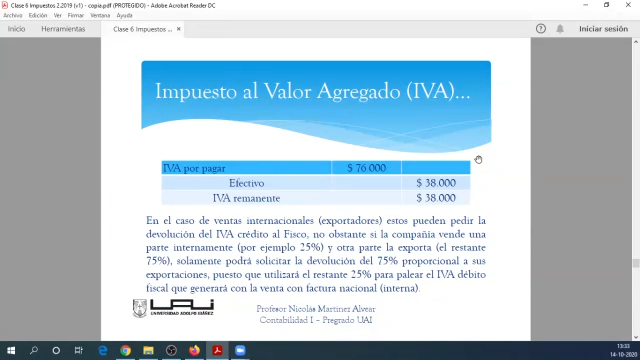 Clase 6 Impuestos 2.2019 (v1) - copia.pdf (PROTEGIDO) - Adobe Acrobat Reader DC
Archivo Edición Ver Firmar Ventana Ayuda
Inicio Herramientas Clase 6 Impuestos ... × Iniciar sesión
Impuesto al Valor Agregado (IVA)...
IVA por pagar $ 76.000
Efectivo $ 38.000
IVA remanente $ 38.000
En el caso de ventas internacionales (exportadores) estos pueden pedir la
devolución del IVA crédito al Fisco, no obstante si la compañía vende una
parte internamente (por ejemplo 25%) y otra parte la exporta (el restante
75%), solamente podrá solicitar la devolución del 75% proporcional a sus
exportaciones, puesto que utilizará el restante 25% para palear el IVA débito
fiscal que generará con la venta con factura nacional (interna).
UAI
UNIVERSIDAD ADOLFO IBÁÑEZ
Profesor Nicolás Martinez Alvear
Contabilidad I – Pregrado UAI
13:33
14-10-2020